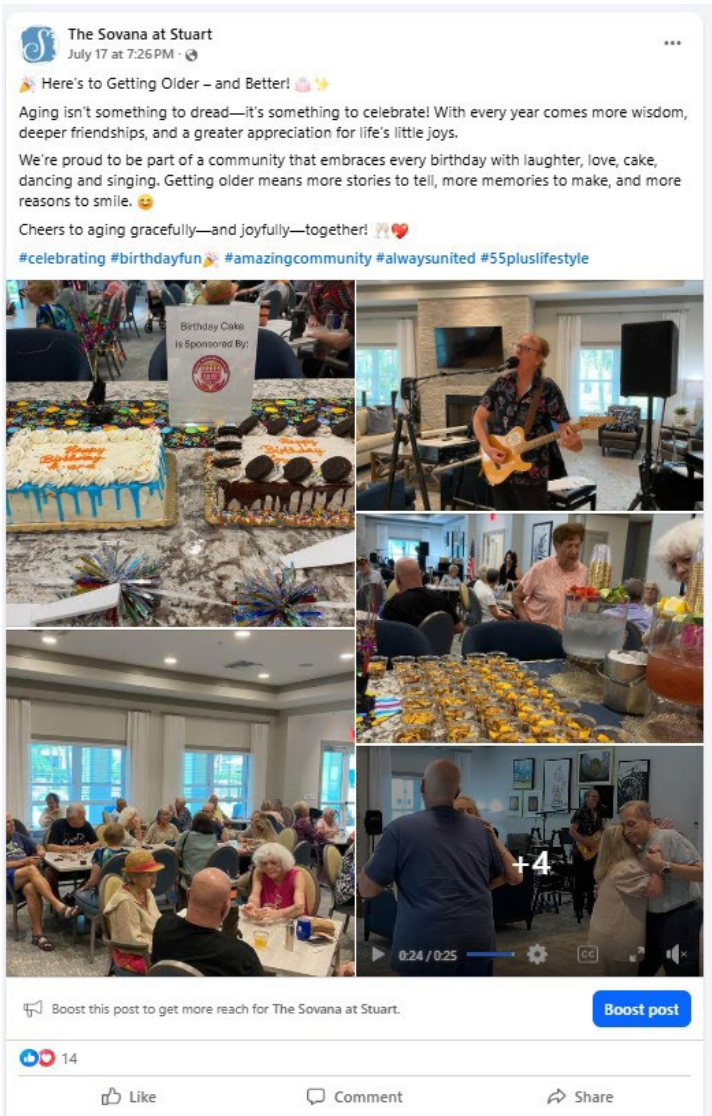 The Sovana at Stuart
July 17 at 7:26 PM ·
🎉 Here's to Getting Older – and Better! 🎂✨
Aging isn't something to dread—it's something to celebrate! With every year comes more wisdom,
deeper friendships, and a greater appreciation for life's little joys.
We're proud to be part of a community that embraces every birthday with laughter, love, cake,
dancing and singing. Getting older means more stories to tell, more memories to make, and more
reasons to smile. 😊
Cheers to aging gracefully—and joyfully—together! 🥂💖
#celebrating #birthdayfun🎉 #amazingcommunity #alwaysunited #55pluslifestyle
Birthday Cake
is Sponsored By:
Happy
Birthday
Happy
Birthday
+4
0:24 / 0:25
CC
Boost this post to get more reach for The Sovana at Stuart.
Boost post
14
Like
Comment
Share